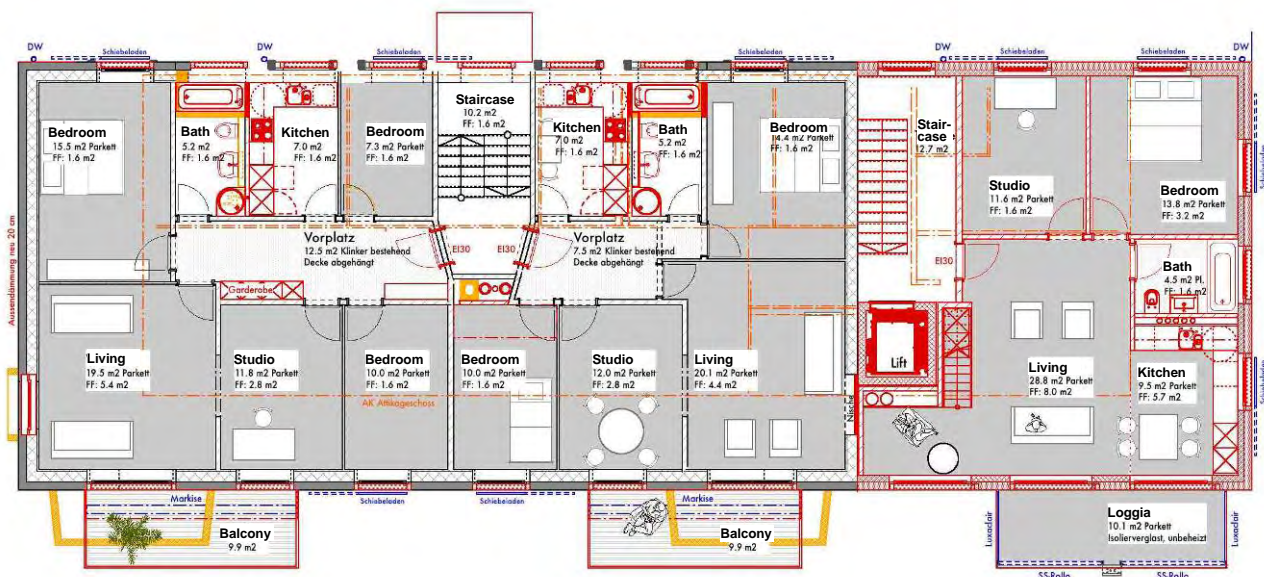 DW
Schiebeladen
DW
Schiebeladen
Schiebeladen
DW
Schiebeladen
Schiebeladen
DW
Bedroom
15.5 m2 Parkett
FF: 1.6 m2
Bath
5.2 m2
FF: 1.6 m2
Kitchen
7.0 m2
FF: 1.6 m2
Bedroom
7.3 m2 Parkett
FF: 1.6 m2
Staircase
10.2 m2
FF: 1.6 m2
Kitchen
7.0 m2
FF: 1.6 m2
Bath
5.2 m2
FF: 1.6 m2
Bedroom
14.4 m2 Parkett
FF: 1.6 m2
Stair-
case
12.7 m2
Studio
11.6 m2 Parkett
FF: 1.6 m2
Bedroom
13.8 m2 Parkett
FF: 3.2 m2
Schiebeladen
Aussendämmung neu 20 cm
Vorplatz
12.5 m2 Klinker bestehend
Decke abgehängt
EI30
EI30
Vorplatz
7.5 m2 Klinker bestehend
Decke abgehängt
EI30
Bath
4.5 m2 Pl.
FF: 1.6 m2
Garderobe
Living
19.5 m2 Parkett
FF: 5.4 m2
Studio
11.8 m2 Parkett
FF: 2.8 m2
Bedroom
10.0 m2 Parkett
FF: 1.6 m2
AK Attikageschoss
Bedroom
10.0 m2 Parkett
FF: 1.6 m2
Studio
12.0 m2 Parkett
FF: 2.8 m2
Living
20.1 m2 Parkett
FF: 4.4 m2
Nische
Lift
Living
28.8 m2 Parkett
FF: 8.0 m2
Kitchen
9.5 m2 Parkett
FF: 5.7 m2
Schiebeladen
Markise
Schiebeladen
Schiebeladen
Markise
Balcony
9.9 m2
Balcony
9.9 m2
Luxaclair
Loggia
10.1 m2 Parkett
Isolierverglast, unbeheizt
Luxaclair
SS-Rollo
SS-Rollo